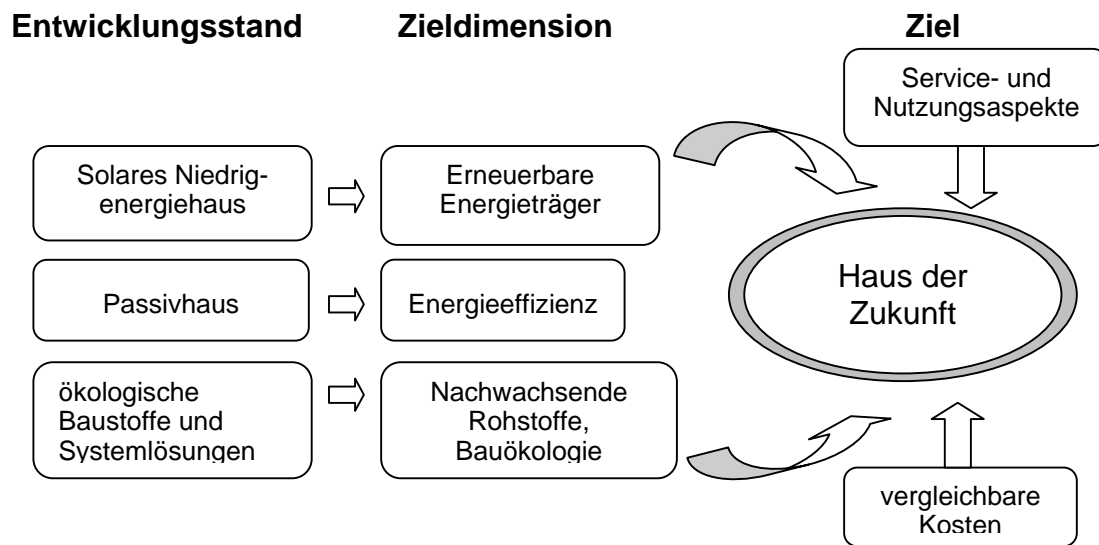 Entwicklungsstand
Zieldimension
Ziel
Service- und
Nutzungsaspekte
Solares Niedrig-
energiehaus
Erneuerbare
Energieträger
Passivhaus
Energieeffizienz
Haus der
Zukunft
ökologische
Baustoffe und
Systemlösungen
Nachwachsende
Rohstoffe,
Bauökologie
vergleichbare
Kosten